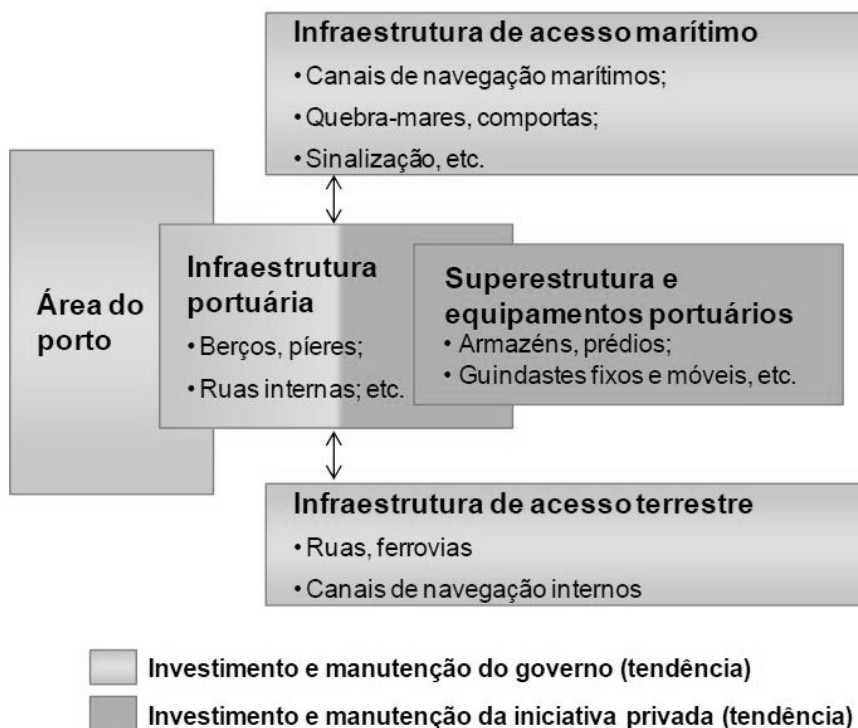 Infraestrutura de acesso marítimo
• Canais de navegação marítimos;
• Quebra-mares, comportas;
• Sinalização, etc.
Área do
porto
Infraestrutura
portuária
• Berços, píeres;
• Ruas internas; etc.
Superestrutura e
equipamentos portuários
• Armazéns, prédios;
• Guindastes fixos e móveis, etc.
Infraestrutura de acesso terrestre
• Ruas, ferrovias
• Canais de navegação internos
Investimento e manutenção do governo (tendência)
Investimento e manutenção da iniciativa privada (tendência)